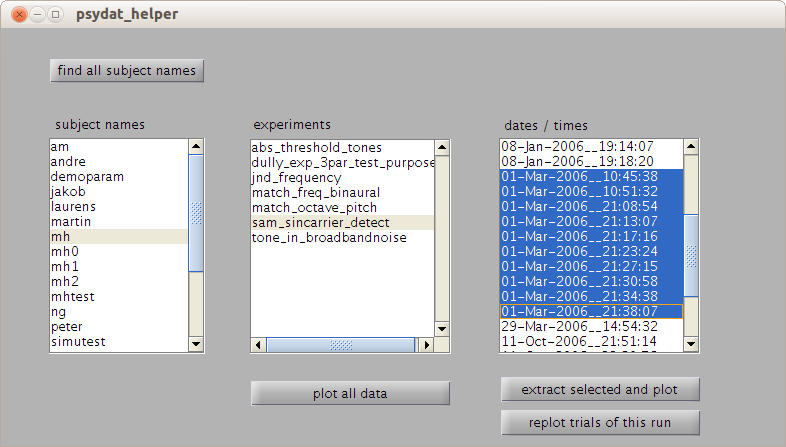 psydat_helper
find all subject names
subject names
am
andre
demoparam
jakob
laurens
martin
mh
mh0
mh1
mh2
mhtest
ng
peter
simutest
experiments
abs_threshold_tones
dully_exp_3par_test_purpose
jnd_frequency
match_freq_binaural
match_octave_pitch
sam_sincarrier_detect
tone_in_broadbandnoise
plot all data
dates / times
08-Jan-2006__19:14:07
08-Jan-2006__19:18:20
01-Mar-2006__10:45:38
01-Mar-2006__10:51:32
01-Mar-2006__21:08:54
01-Mar-2006__21:13:07
01-Mar-2006__21:17:16
01-Mar-2006__21:23:24
01-Mar-2006__21:27:15
01-Mar-2006__21:30:58
01-Mar-2006__21:34:38
01-Mar-2006__21:38:07
29-Mar-2006__14:54:32
11-Oct-2006__21:51:14
extract selected and plot
replot trials of this run